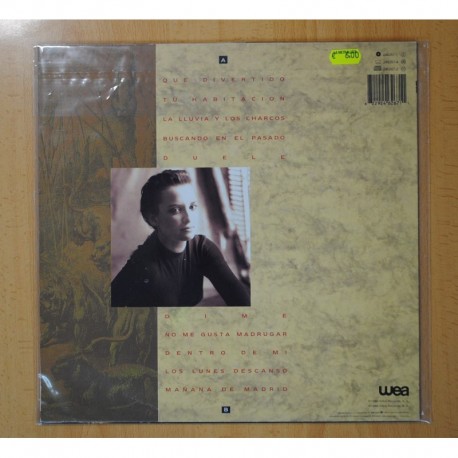 € 8,00
A
QUE DIVERTIDO
TU HABITACION
LA LLUVIA Y LOS CHARCOS
BUSCANDO EN EL PASADO
DUELE
DIME
NO ME GUSTA MADRUGAR
DENTRO DE MI
LOS LUNES DESCANSO
MAÑANA DE MADRID
B
wea